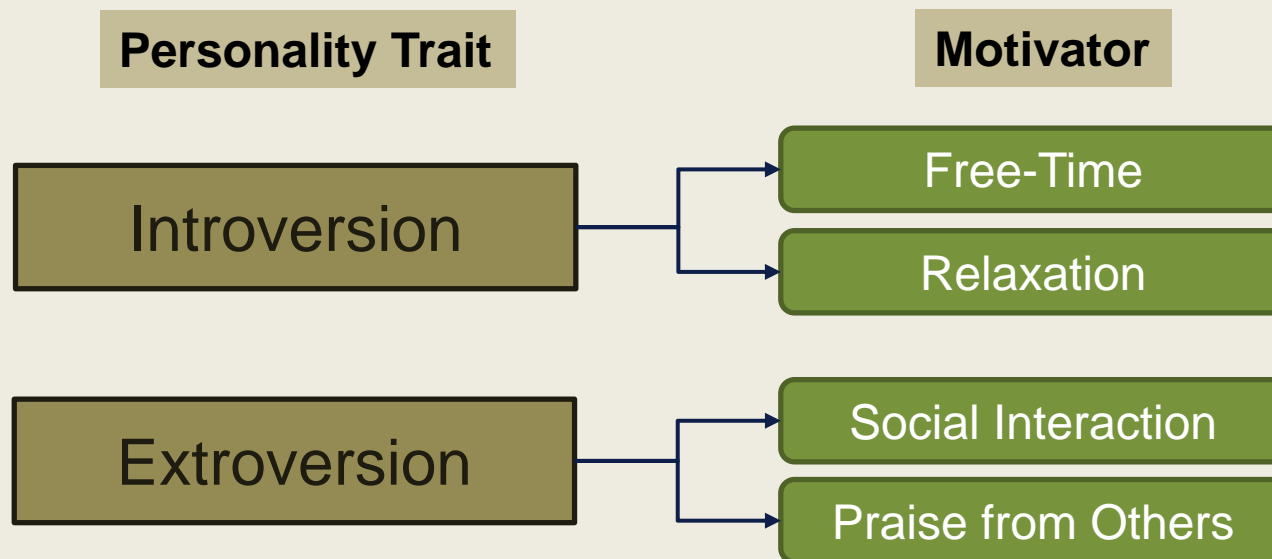 Personality Trait
Motivator
Introversion
Free-Time
Relaxation
Extroversion
Social Interaction
Praise from Others